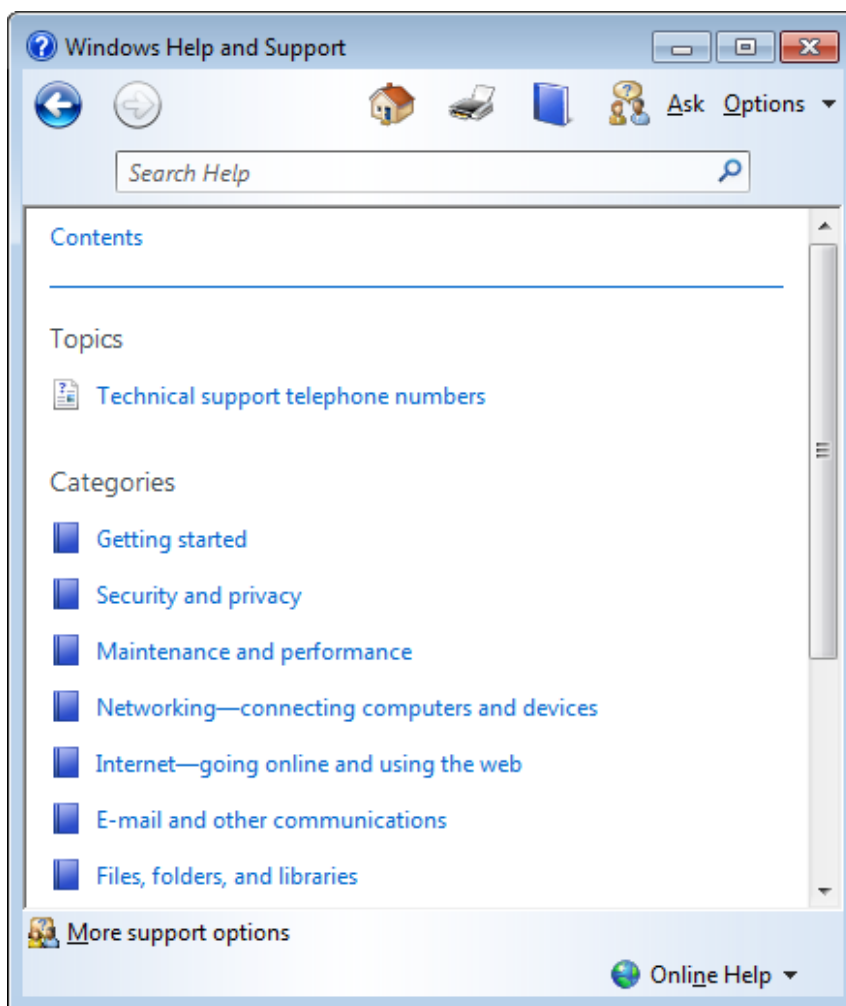 Windows Help and Support
Ask Options
Search Help
Contents
Topics
Technical support telephone numbers
Categories
Getting started
Security and privacy
Maintenance and performance
Networking—connecting computers and devices
Internet—going online and using the web
E-mail and other communications
Files, folders, and libraries
More support options
Online Help